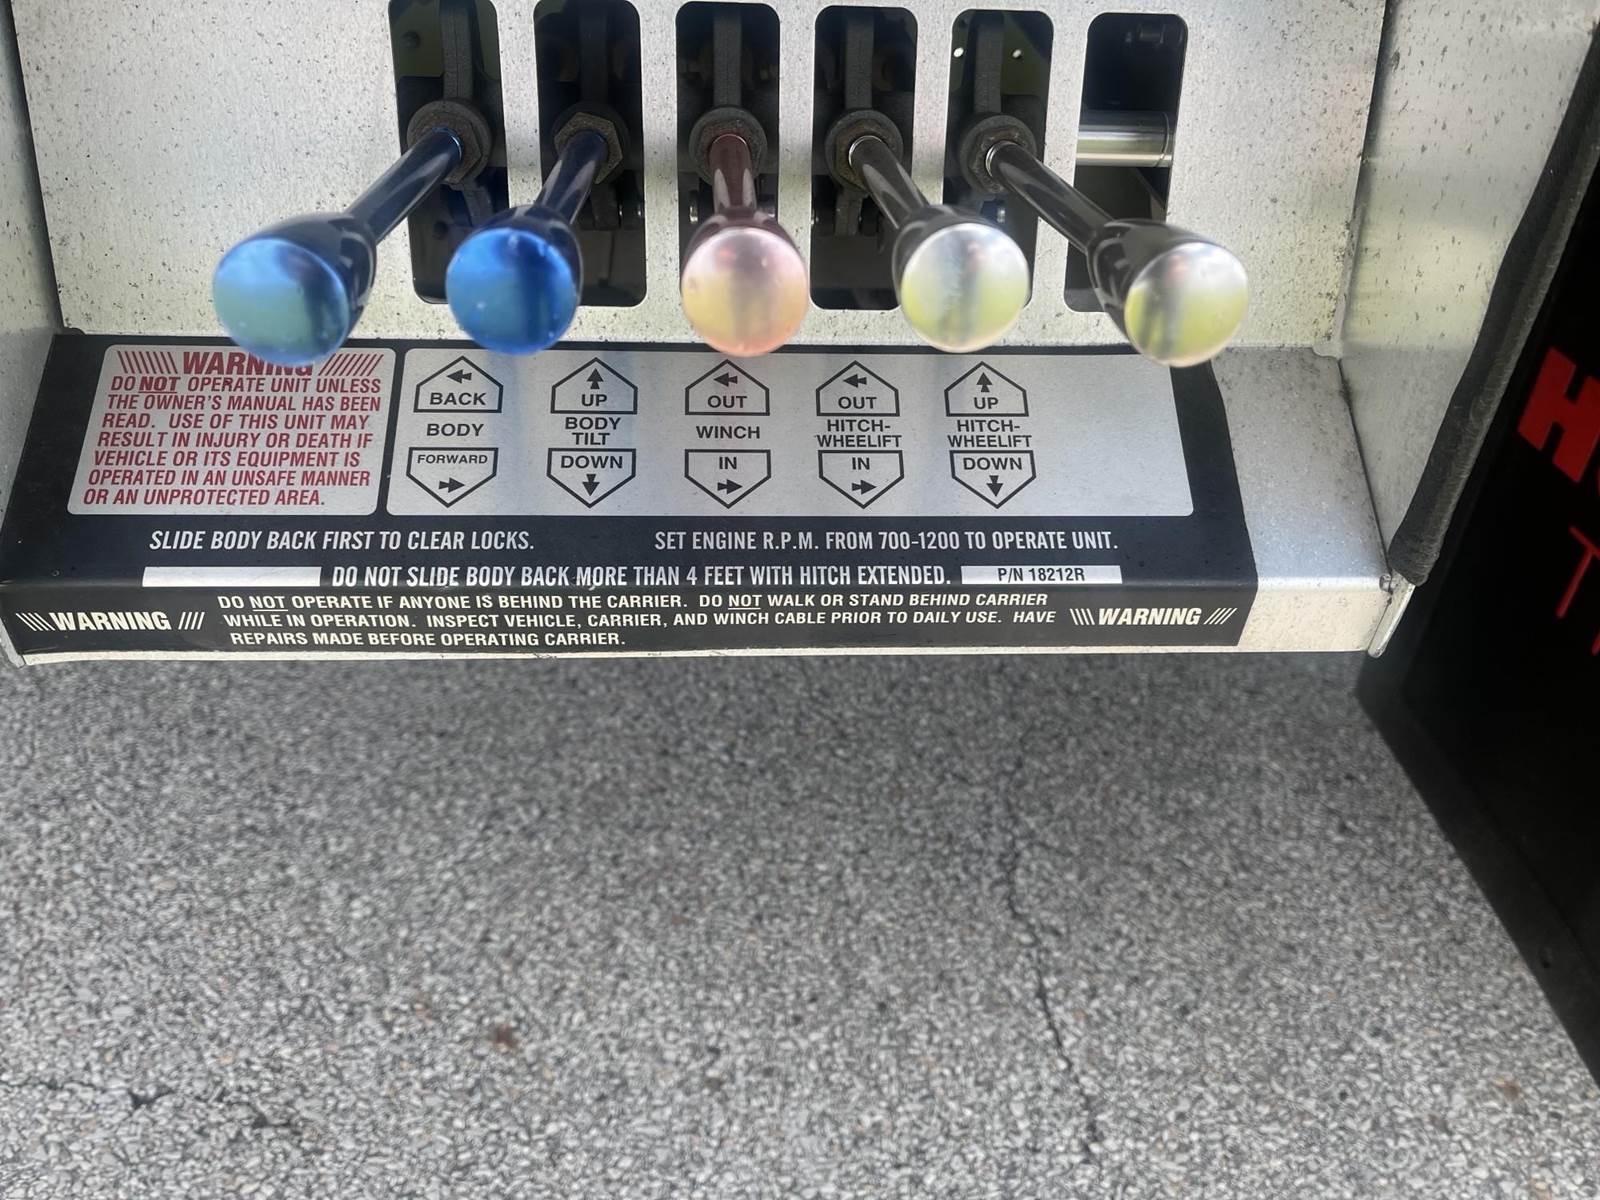 WARNING
DO NOT OPERATE UNIT UNLESS
THE OWNER'S MANUAL HAS BEEN
READ. USE OF THIS UNIT MAY
RESULT IN INJURY OR DEATH IF
VEHICLE OR ITS EQUIPMENT IS
OPERATED IN AN UNSAFE MANNER
OR AN UNPROTECTED AREA.
BACK
BODY
FORWARD
UP
BODY
TILT
DOWN
OUT
WINCH
IN
OUT
HITCH-
WHEELIFT
IN
UP
HITCH-
WHEELIFT
DOWN
SLIDE BODY BACK FIRST TO CLEAR LOCKS.
SET ENGINE R.P.M. FROM 700-1200 TO OPERATE UNIT.
DO NOT SLIDE BODY BACK MORE THAN 4 FEET WITH HITCH EXTENDED.
P/N 18212R
WARNING
DO NOT OPERATE IF ANYONE IS BEHIND THE CARRIER. DO NOT WALK OR STAND BEHIND CARRIER
WHILE IN OPERATION. INSPECT VEHICLE, CARRIER, AND WINCH CABLE PRIOR TO DAILY USE. HAVE
REPAIRS MADE BEFORE OPERATING CARRIER.
WARNING